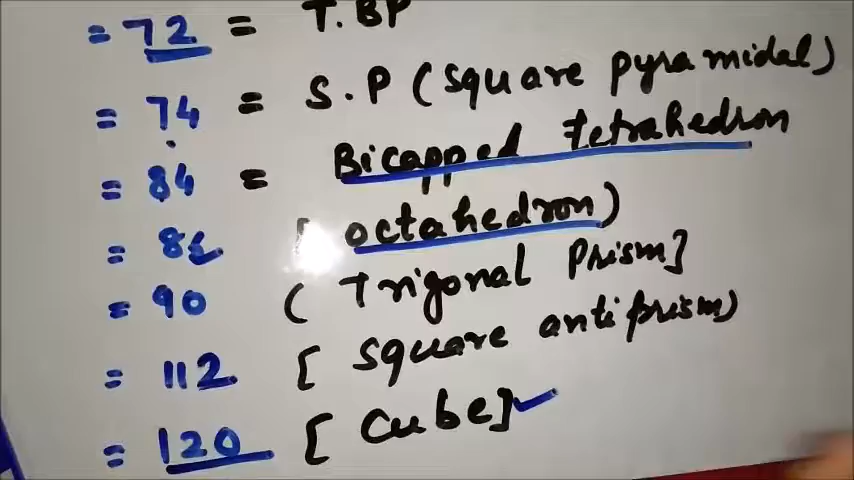 = 72 = T.BP
= 74 = S.P (square pyramidal)
= 84 = Bicapped tetrahedron
= 86 [octahedron)
= 90 (Trigonal Prism]
= 112 [square antiprism)
= 120 [cube] ✓